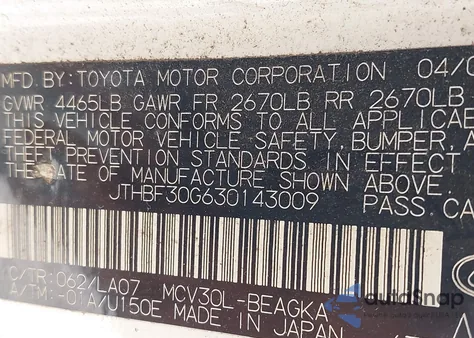 MFD. BY: TOYOTA MOTOR CORPORATION 04/0
GVWR 4465LB GAWR FR 2670LB RR 2670LB
THIS VEHICLE CONFORMS TO ALL APPLICAB
FEDERAL MOTOR VEHICLE SAFETY, BUMPER, A
THEFT PREVENTION STANDARDS IN EFFECT
THE DATE OF MANUFACTURE SHOWN ABOVE.
JTHBF30G630143009 PASS. CA
C/TR: 062/LA07 MCV30L-BEAGKA
A/TM: -01A/U150E MADE IN JAPAN
autoSnap